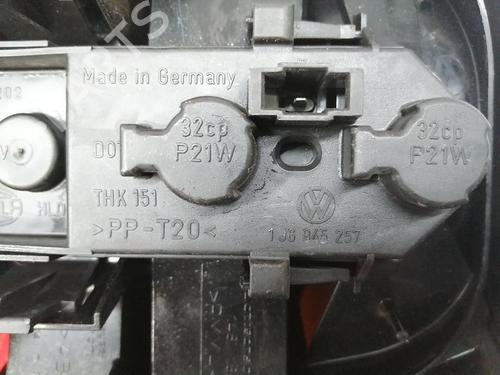 Made in Germany
32cp
P21W
32cp
P21W
DOT
THK 151
>PP-T20<
1J6 945 257